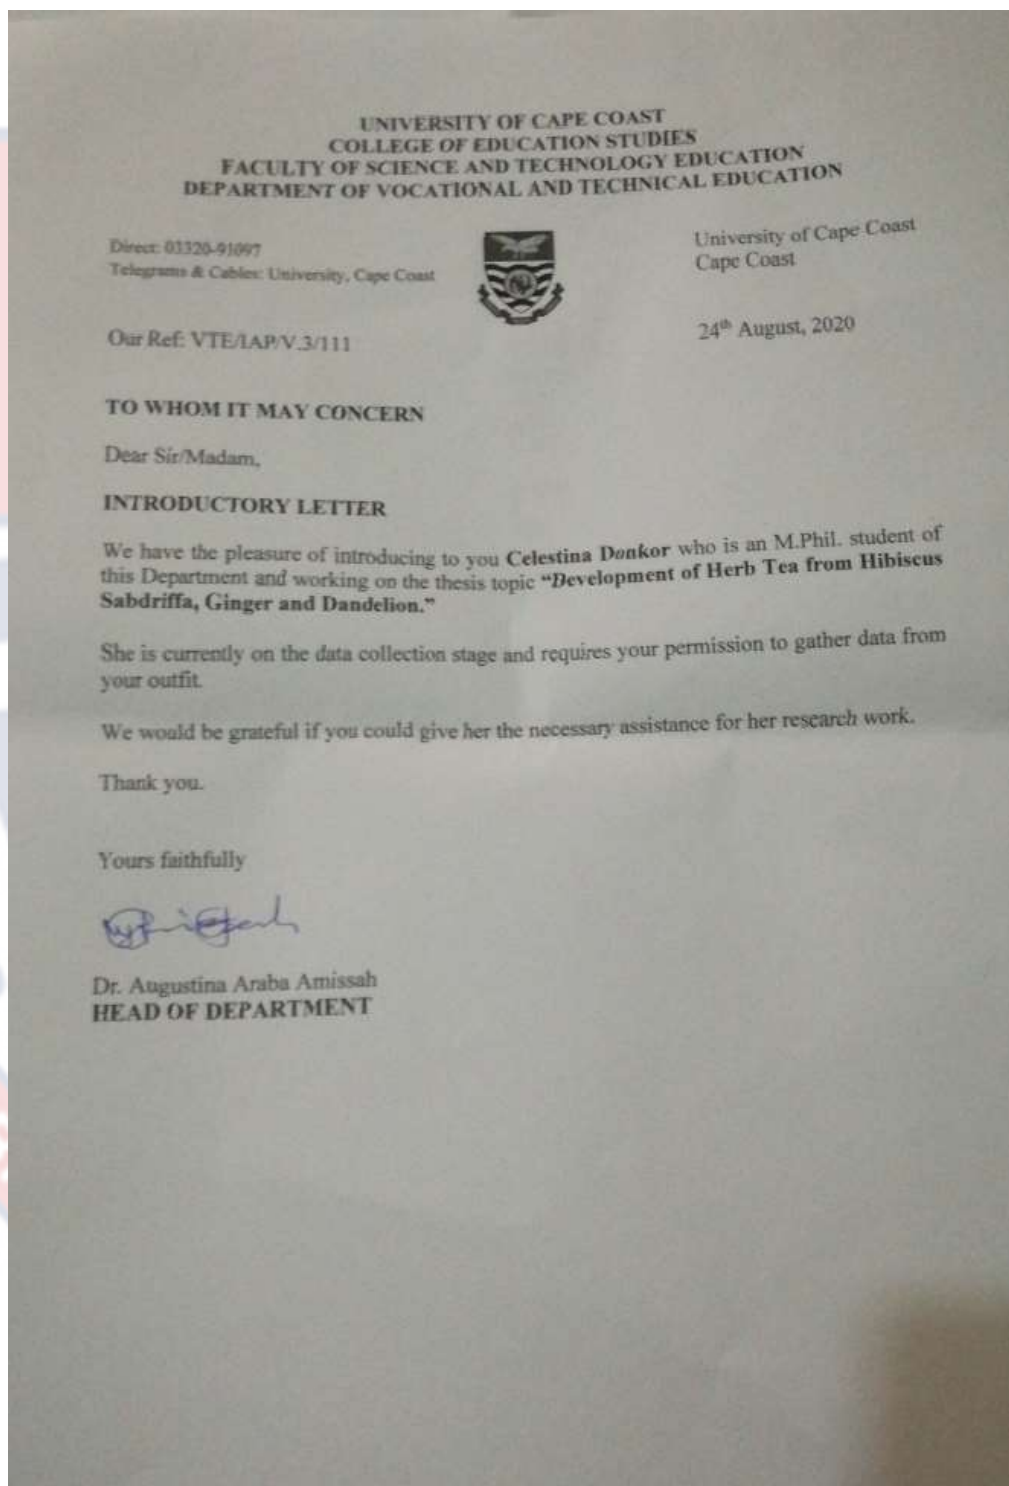 UNIVERSITY OF CAPE COAST
COLLEGE OF EDUCATION STUDIES
FACULTY OF SCIENCE AND TECHNOLOGY EDUCATION
DEPARTMENT OF VOCATIONAL AND TECHNICAL EDUCATION
Direct: 03320-91097
Telegrams & Cables: University, Cape Coast
University of Cape Coast
Cape Coast
Our Ref: VTE/IAP/V.3/111
24th August, 2020
TO WHOM IT MAY CONCERN
Dear Sir/Madam,
INTRODUCTORY LETTER
We have the pleasure of introducing to you Celestina Donkor who is an M.Phil. student of
this Department and working on the thesis topic “Development of Herb Tea from Hibiscus
Sabdriffa, Ginger and Dandelion.”
She is currently on the data collection stage and requires your permission to gather data from
your outfit.
We would be grateful if you could give her the necessary assistance for her research work.
Thank you.
Yours faithfully
Dr. Augustina Araba Amissah
HEAD OF DEPARTMENT